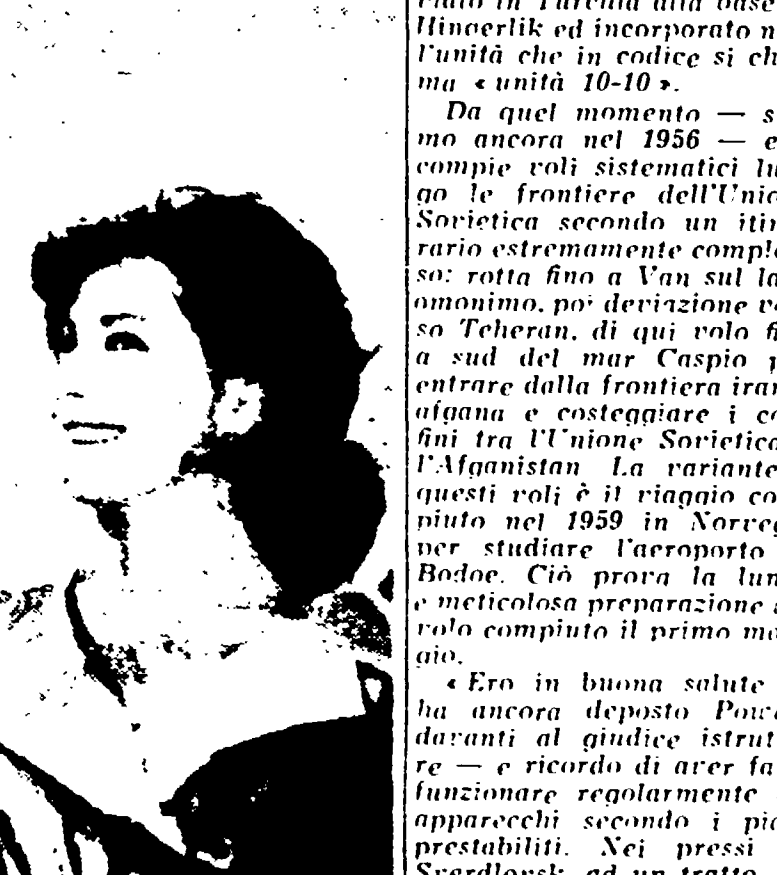 ciato in Turchia alla base
Hingerlik ed incorporato n
l'unità che in codice si ch
ma « unità 10-10 ».
Da quel momento — s
mo ancora nel 1956 — e
compie voli sistematici lu
go le frontiere dell'Unio
Sovietica secondo un itin
rario estremamente comple
so: rotta fino a Van sul la
omonimo, poi deviazione ve
so Teheran, di qui volo fi
a sud del mar Caspio p
entrare dalla frontiera iran
afgana e costeggiare i co
fini tra l'Unione Sovietica
l'Afganistan La variante
questi voli è il viaggio co
piuto nel 1959 in Norveg
per studiare l'aeroporto
Bodoe. Ciò prova la lun
e meticolosa preparazione
volo compiuto il primo ma
gio.
« Ero in buona salute
ha ancora deposto Powe
davanti al giudice istrut
re — e ricordo di aver fa
funzionare regolarmente
apparecchi secondo i pia
prestabiliti. Nei pressi
Sverdlovsk, ad un tratto